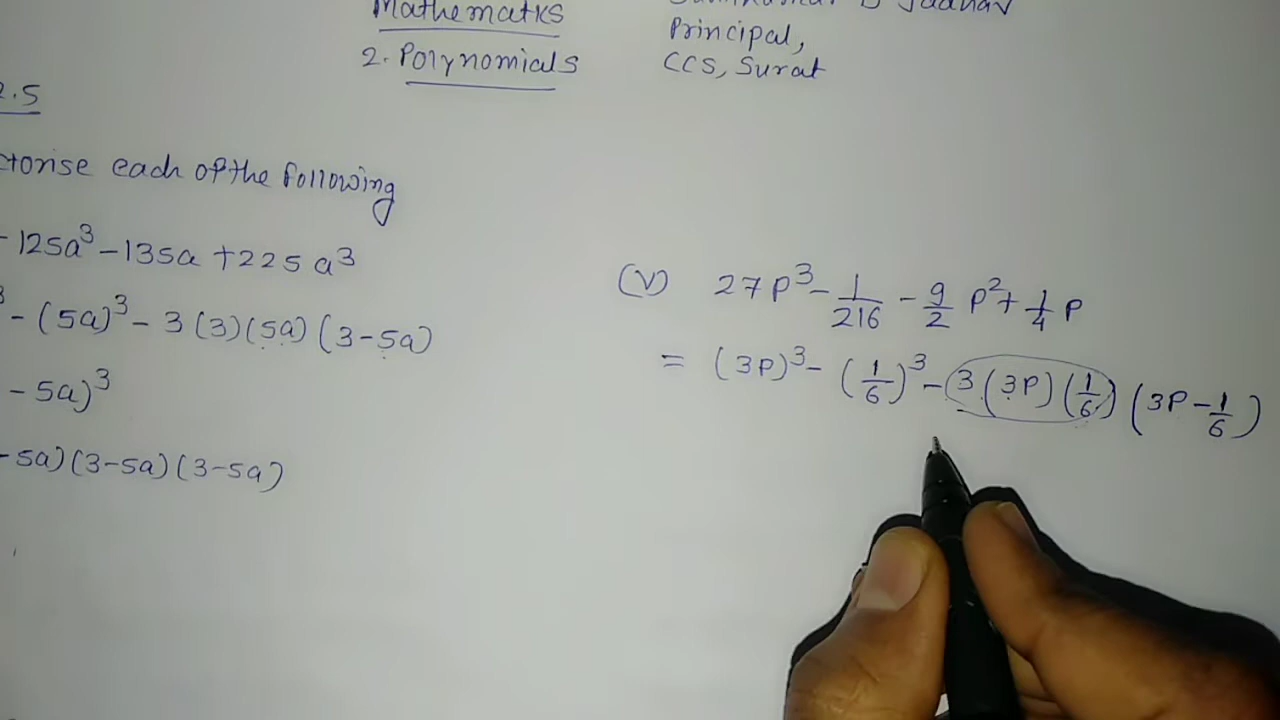 Mathematics
2. Polynomials
Principal,
CCS, Surat
2.5
each of the following
- 125a³ - 135a + 225a³
- (5a)³ - 3(3)(5a)(3-5a)
- 5a)³
- 5a)(3-5a)(3-5a)
(V) 27p³ - 1/216 - 9/2 p² + 1/4 p
= (3p)³ - (1/6)³ - 3(3p)(1/6)(3p - 1/6)